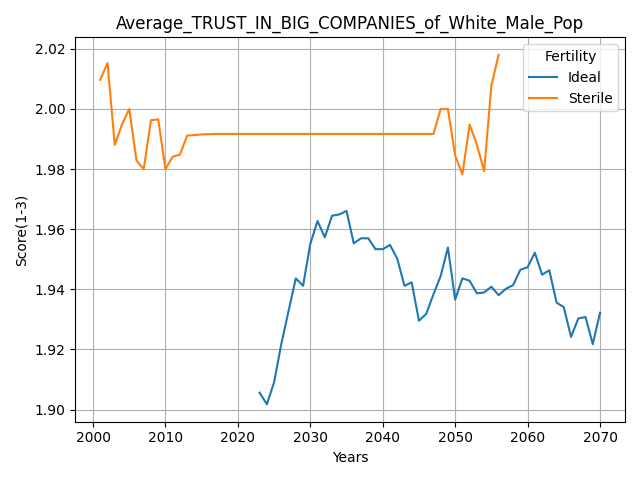 Average_TRUST_IN_BIG_COMPANIES_of_White_Male_Pop
Fertility
Ideal
Sterile
Score(1-3)
2.02
2.00
1.98
1.96
1.94
1.92
1.90
2000 2010 2020 2030 2040 2050 2060 2070
Years